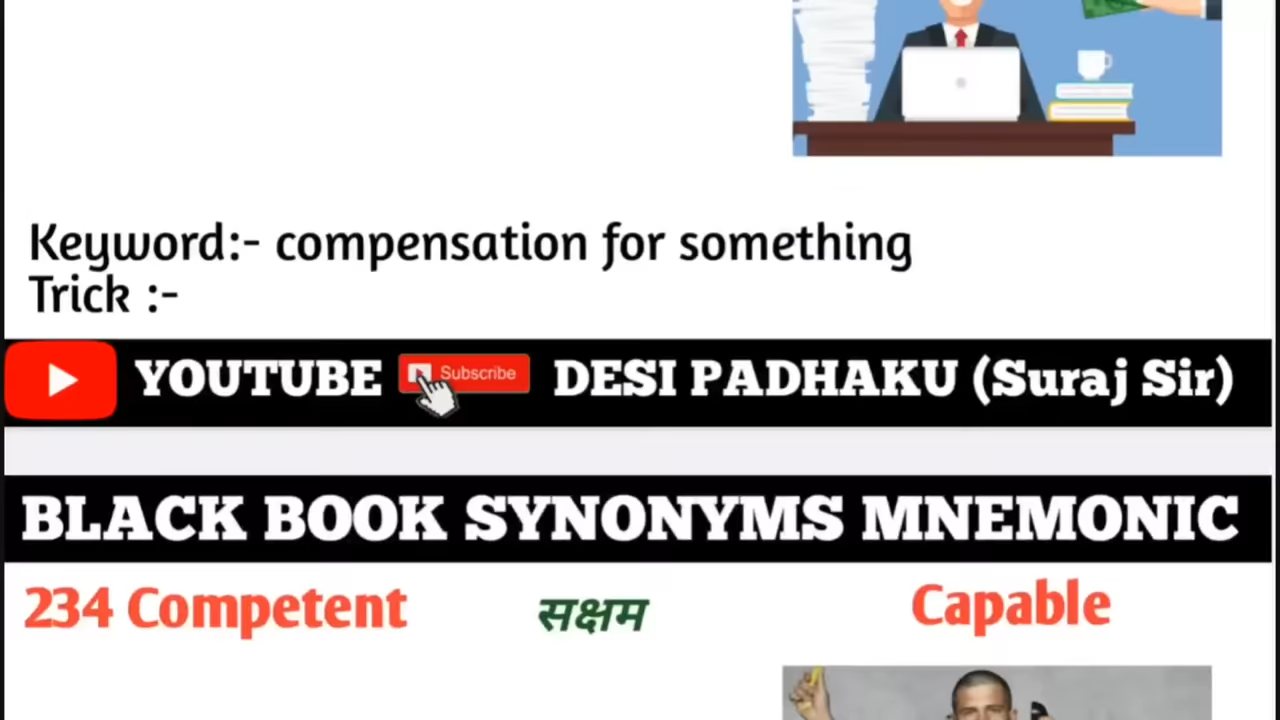 Keyword:- compensation for something
Trick :-
YOUTUBE Subscribe DESI PADHAKU (Suraj Sir)
BLACK BOOK SYNONYMS MNEMONIC
234 Competent सक्षम Capable